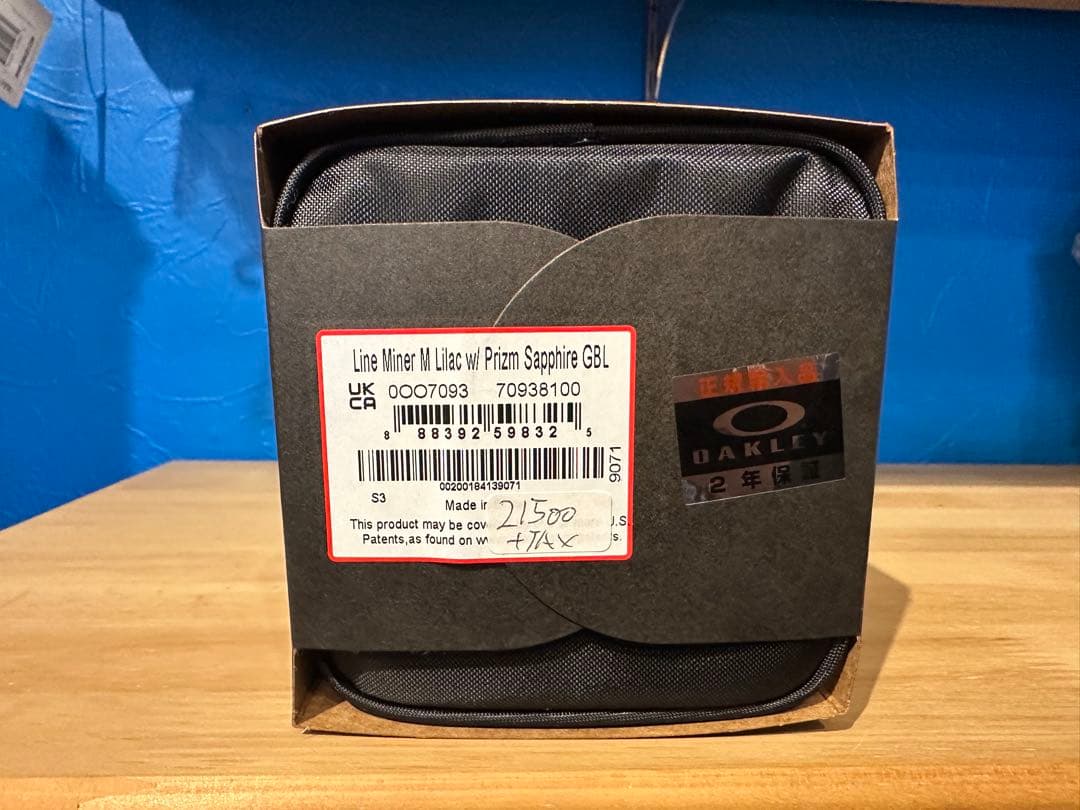 Line Miner M Lilac w/ Prizm Sapphire GBL
UK
CA
0OO7093 70938100
8 88392 59832 5
9071
00200184139071
S3
Made in
This product may be cov U.S.
Patents,as found on w s.
21500
+TAX
正規輸入品
OAKLEY
2年保証